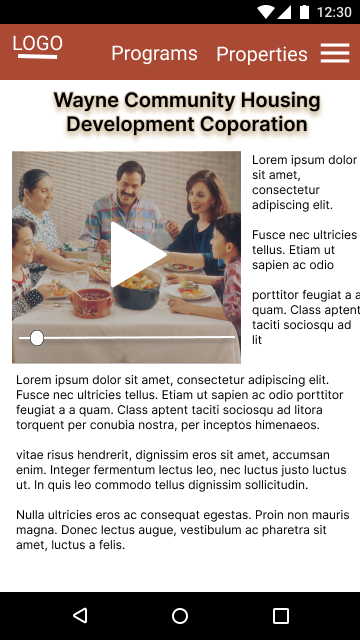 12:30
LOGO
Programs
Properties
Wayne Community Housing
Development Coporation
Lorem ipsum dolor
sit amet,
consectetur
adipiscing elit.
Fusce nec ultricies
tellus. Etiam ut
sapien ac odio
porttitor feugiat a a
quam. Class aptent
taciti sociosqu ad
lit
Lorem ipsum dolor sit amet, consectetur adipiscing elit.
Fusce nec ultricies tellus. Etiam ut sapien ac odio porttitor
feugiat a a quam. Class aptent taciti sociosqu ad litora
torquent per conubia nostra, per inceptos himenaeos.
vitae risus hendrerit, dignissim eros sit amet, accumsan
enim. Integer fermentum lectus leo, nec luctus justo luctus
ut. In quis leo commodo tellus dignissim sollicitudin.
Nulla ultricies eros ac consequat egestas. Proin non mauris
magna. Donec lectus augue, vestibulum ac pharetra sit
amet, luctus a felis.